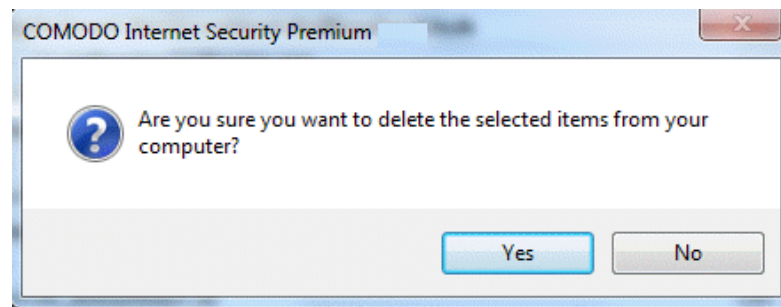 COMODO Internet Security Premium
Are you sure you want to delete the selected items from your
computer?
Yes
No